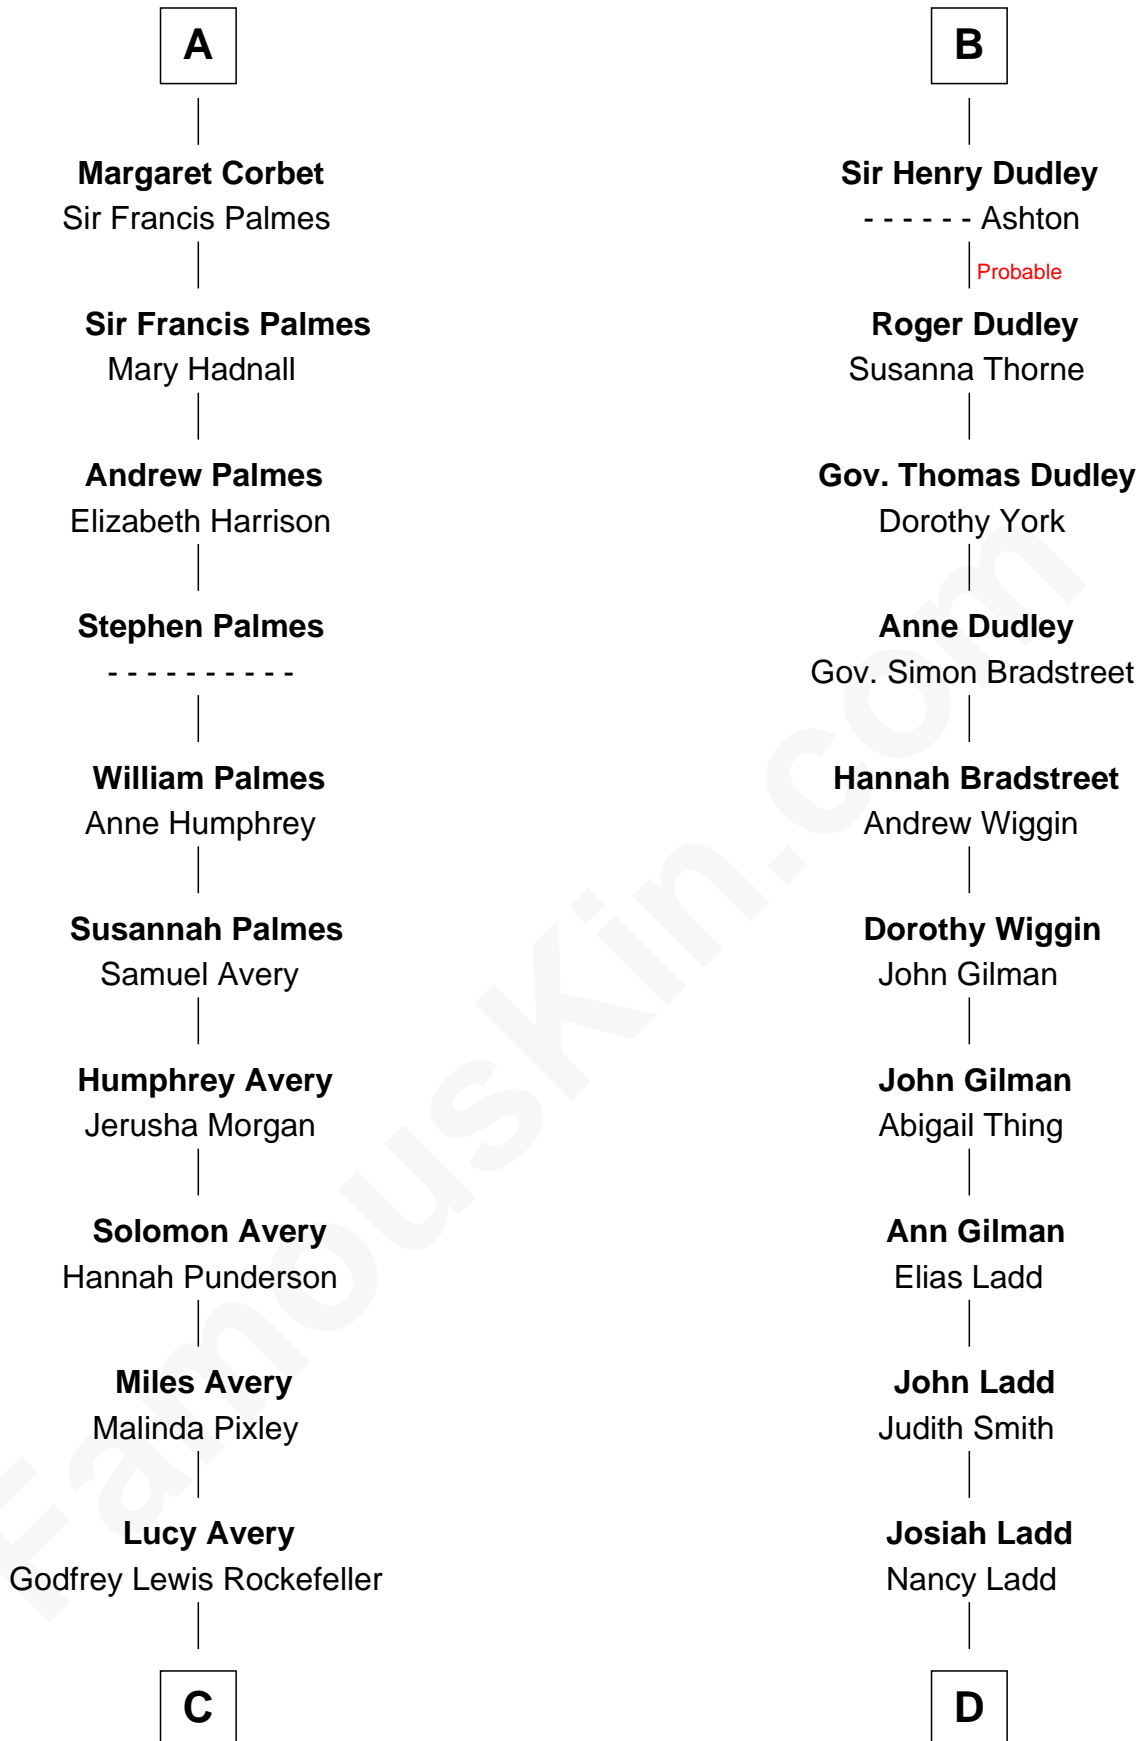 A
Margaret Corbet
Sir Francis Palmes
Sir Francis Palmes
Mary Hadnall
Andrew Palmes
Elizabeth Harrison
Stephen Palmes
- - - - - - - - - -
William Palmes
Anne Humphrey
Susannah Palmes
Samuel Avery
Humphrey Avery
Jerusha Morgan
Solomon Avery
Hannah Punderson
Miles Avery
Malinda Pixley
Lucy Avery
Godfrey Lewis Rockefeller
C
B
Sir Henry Dudley
- - - - - - Ashton
Probable
Roger Dudley
Susanna Thorne
Gov. Thomas Dudley
Dorothy York
Anne Dudley
Gov. Simon Bradstreet
Hannah Bradstreet
Andrew Wiggin
Dorothy Wiggin
John Gilman
John Gilman
Abigail Thing
Ann Gilman
Elias Ladd
John Ladd
Judith Smith
Josiah Ladd
Nancy Ladd
D
FamousKin.com